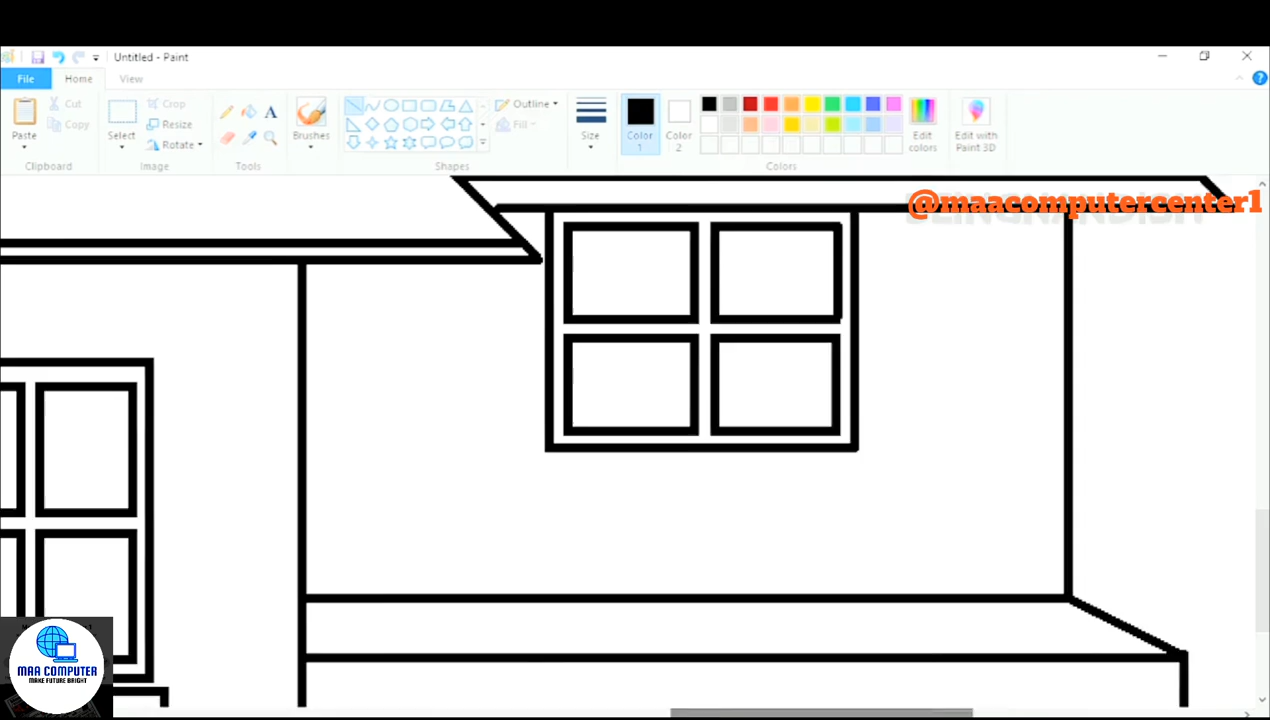 Untitled - Paint
File Home View
Cut
Copy
Paste
Clipboard
Crop
Resize
Rotate
Select
Image
Tools
Brushes
Outline
Fill
Shapes
Size
Color 1
Color 2
Edit colors
Edit with Paint 3D
Colors
@maacomputercenter1
MAA COMPUTER
MAKE FUTURE BRIGHT